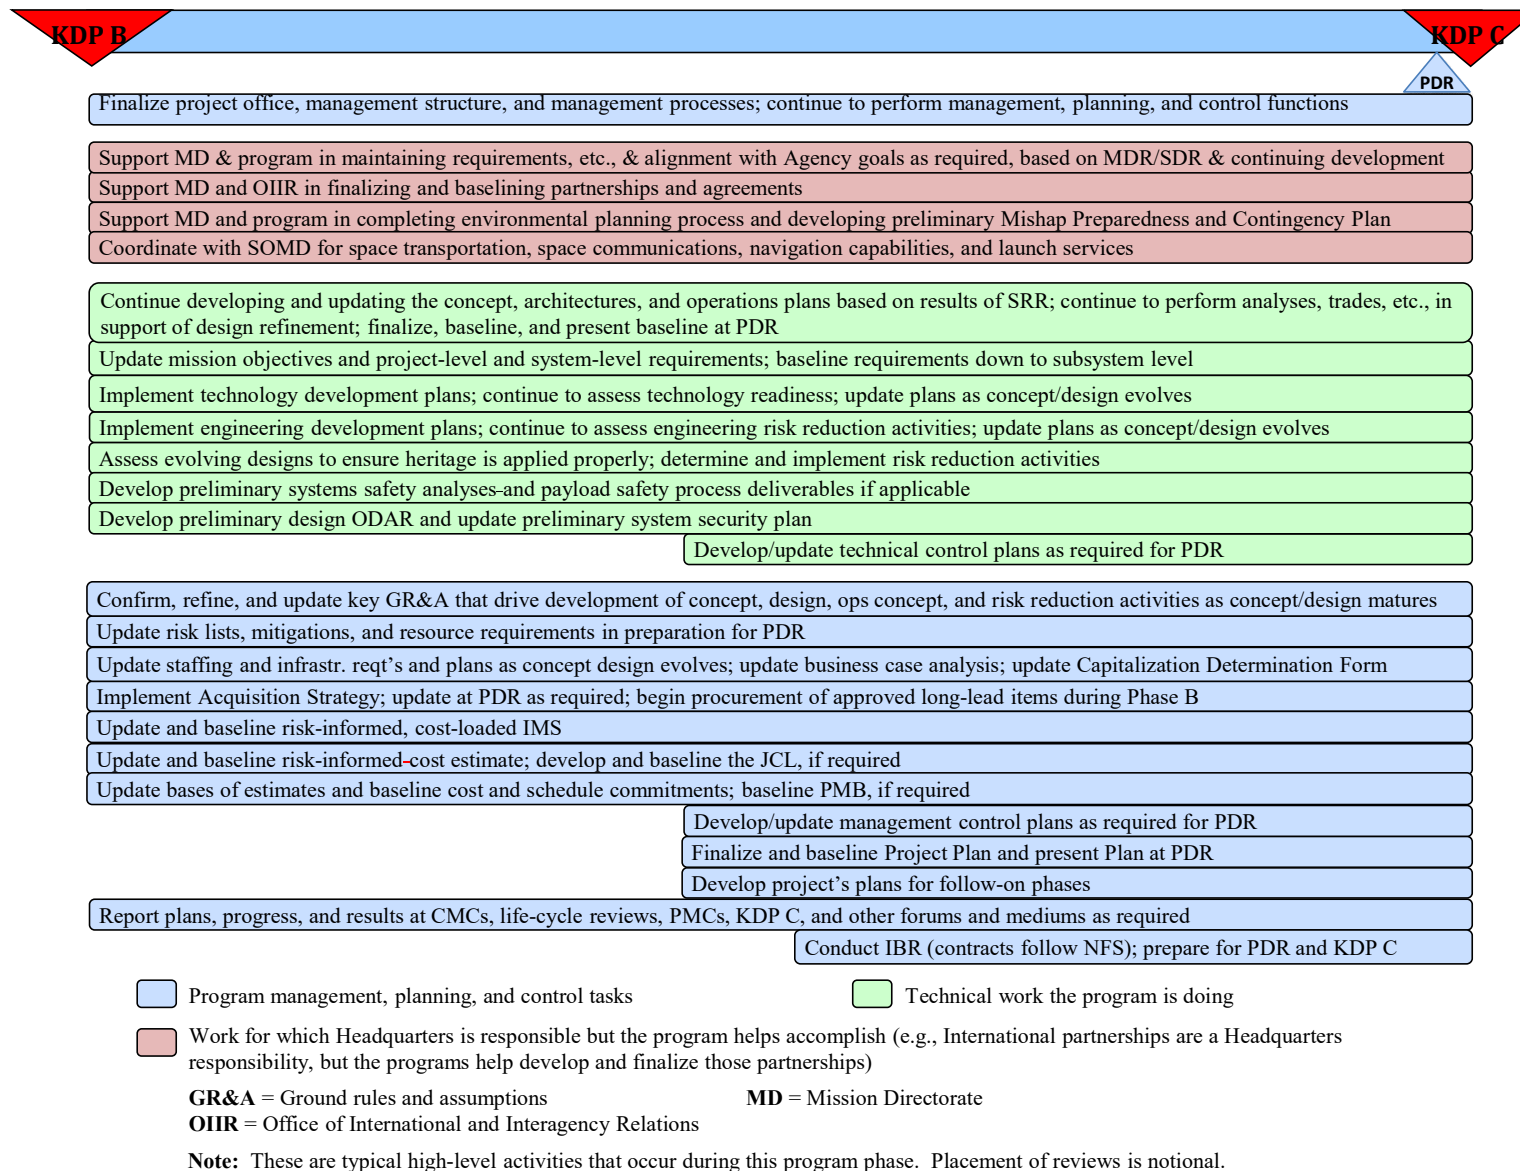 KDP B
KDP C
PDR
Finalize project office, management structure, and management processes; continue to perform management, planning, and control functions
Support MD & program in maintaining requirements, etc., & alignment with Agency goals as required, based on MDR/SDR & continuing development
Support MD and OIIR in finalizing and baselining partnerships and agreements
Support MD and program in completing environmental planning process and developing preliminary Mishap Preparedness and Contingency Plan
Coordinate with SOMD for space transportation, space communications, navigation capabilities, and launch services
Continue developing and updating the concept, architectures, and operations plans based on results of SRR; continue to perform analyses, trades, etc., in
support of design refinement; finalize, baseline, and present baseline at PDR
Update mission objectives and project-level and system-level requirements; baseline requirements down to subsystem level
Implement technology development plans; continue to assess technology readiness; update plans as concept/design evolves
Implement engineering development plans; continue to assess engineering risk reduction activities; update plans as concept/design evolves
Assess evolving designs to ensure heritage is applied properly; determine and implement risk reduction activities
Develop preliminary systems safety analyses-and payload safety process deliverables if applicable
Develop preliminary design ODAR and update preliminary system security plan
Develop/update technical control plans as required for PDR
Confirm, refine, and update key GR&A that drive development of concept, design, ops concept, and risk reduction activities as concept/design matures
Update risk lists, mitigations, and resource requirements in preparation for PDR
Update staffing and infrastr. reqt's and plans as concept design evolves; update business case analysis; update Capitalization Determination Form
Implement Acquisition Strategy; update at PDR as required; begin procurement of approved long-lead items during Phase B
Update and baseline risk-informed, cost-loaded IMS
Update and baseline risk-informed-cost estimate; develop and baseline the JCL, if required
Update bases of estimates and baseline cost and schedule commitments; baseline PMB, if required
Develop/update management control plans as required for PDR
Finalize and baseline Project Plan and present Plan at PDR
Develop project's plans for follow-on phases
Report plans, progress, and results at CMCs, life-cycle reviews, PMCs, KDP C, and other forums and mediums as required
Conduct IBR (contracts follow NFS); prepare for PDR and KDP C
Program management, planning, and control tasks
Technical work the program is doing
Work for which Headquarters is responsible but the program helps accomplish (e.g., International partnerships are a Headquarters
responsibility, but the programs help develop and finalize those partnerships)
GR&A = Ground rules and assumptions
MD = Mission Directorate
OIIR = Office of International and Interagency Relations
Note: These are typical high-level activities that occur during this program phase. Placement of reviews is notional.